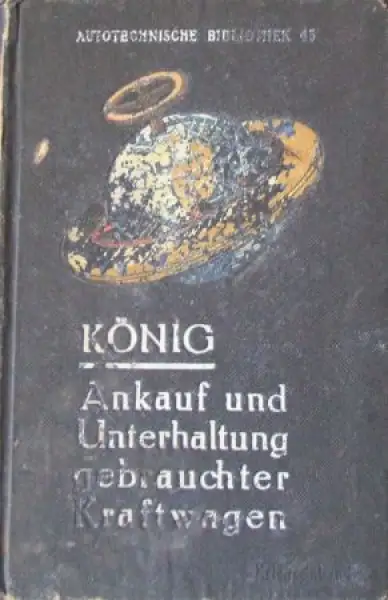 AUTOTECHNISCHE BIBLIOTHEK 45
KÖNIG
Ankauf und
Unterhaltung
gebrauchter
Kraftwagen